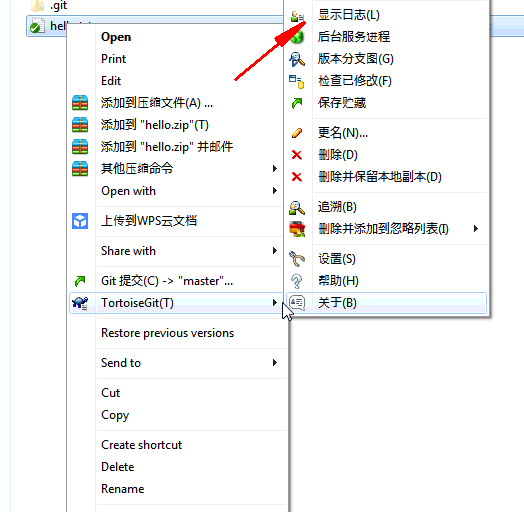 .git
Open
Print
Edit
添加到压缩文件(A) ...
添加到 "hello.zip"(T)
添加到 "hello.zip" 并邮件
其他压缩命令
Open with
上传到WPS云文档
Share with
Git 提交(C) -> "master"...
TortoiseGit(T)
Restore previous versions
Send to
Cut
Copy
Create shortcut
Delete
Rename
显示日志(L)
后台服务进程
版本分支图(G)
检查已修改(F)
保存贮藏
更名(N)...
删除(D)
删除并保留本地副本(D)
追溯(B)
删除并添加到忽略列表(I)
设置(S)
帮助(H)
关于(B)